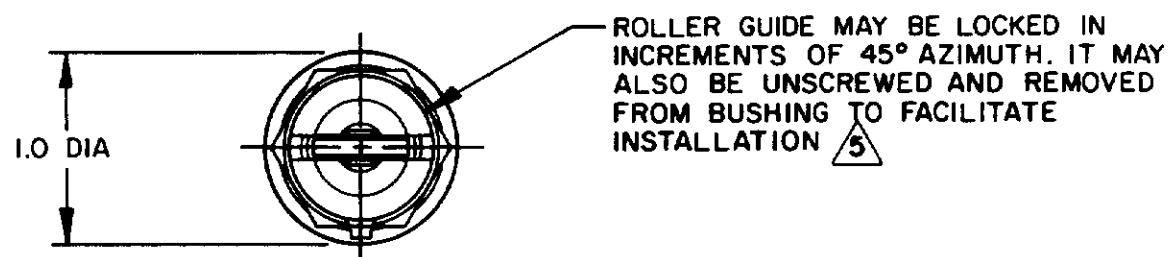 ROLLER GUIDE MAY BE LOCKED IN
INCREMENTS OF 45° AZIMUTH. IT MAY
ALSO BE UNSCREWED AND REMOVED
FROM BUSHING TO FACILITATE
INSTALLATION 5
1.0 DIA